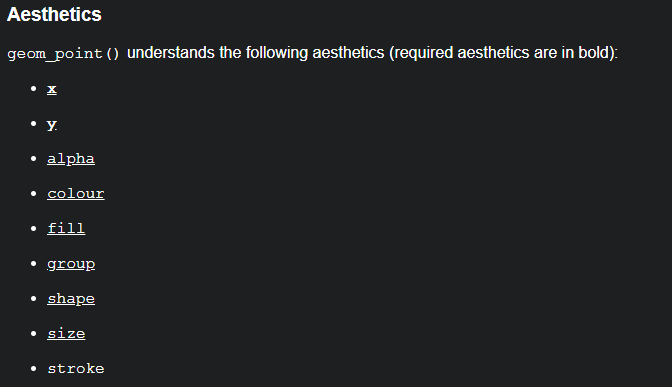 Aesthetics
geom_point() understands the following aesthetics (required aesthetics are in bold):
• x
• y
• alpha
• colour
• fill
• group
• shape
• size
• stroke